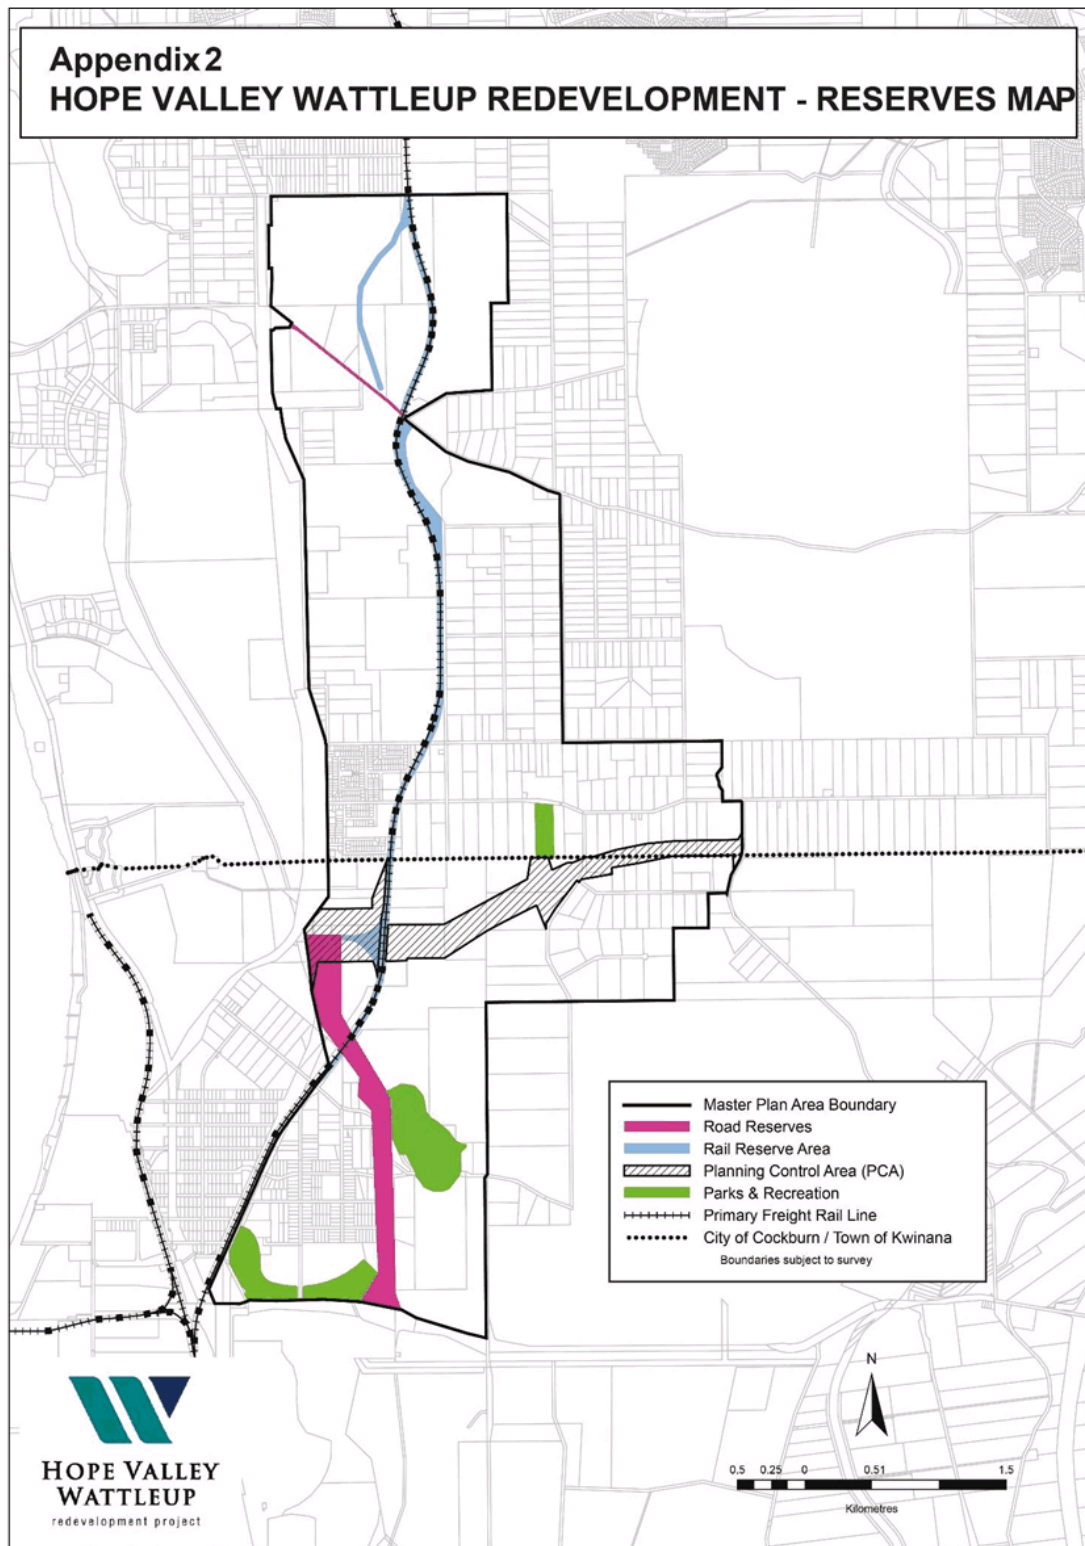 Appendix 2
HOPE VALLEY WATTLEUP REDEVELOPMENT - RESERVES MAP
Master Plan Area Boundary
Road Reserves
Rail Reserve Area
Planning Control Area (PCA)
Parks & Recreation
Primary Freight Rail Line
City of Cockburn / Town of Kwinana
Boundaries subject to survey
N
0.5 0.25 0 0.51 1.5
Kilometres
HOPE VALLEY
WATTLEUP
redevelopment project